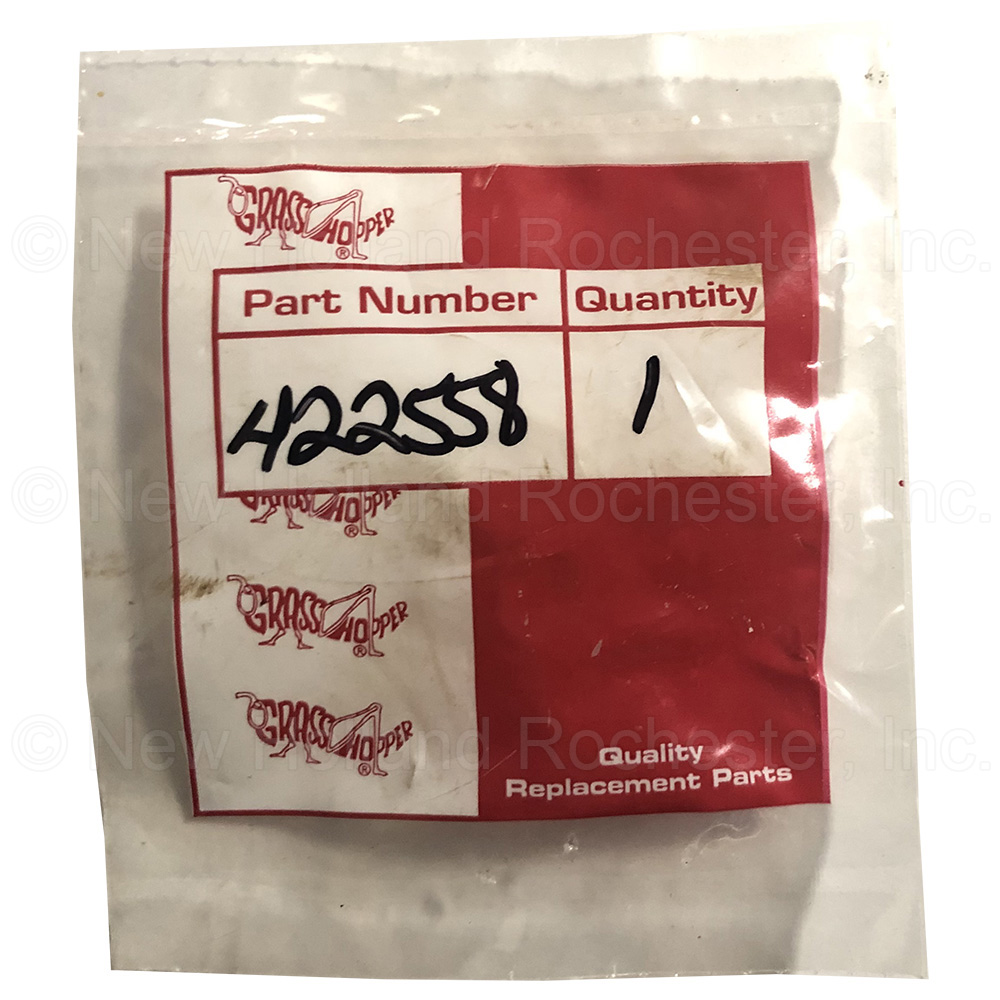 GRASSHOPPER®
© New Holland Rochester, Inc.
Part Number Quantity
422558 1
© New Holland Rochester, Inc.
GRASSHOPPER®
GRASSHOPPER®
GRASSHOPPER®
© New Holland Rochester, Inc.
Quality
Replacement Parts